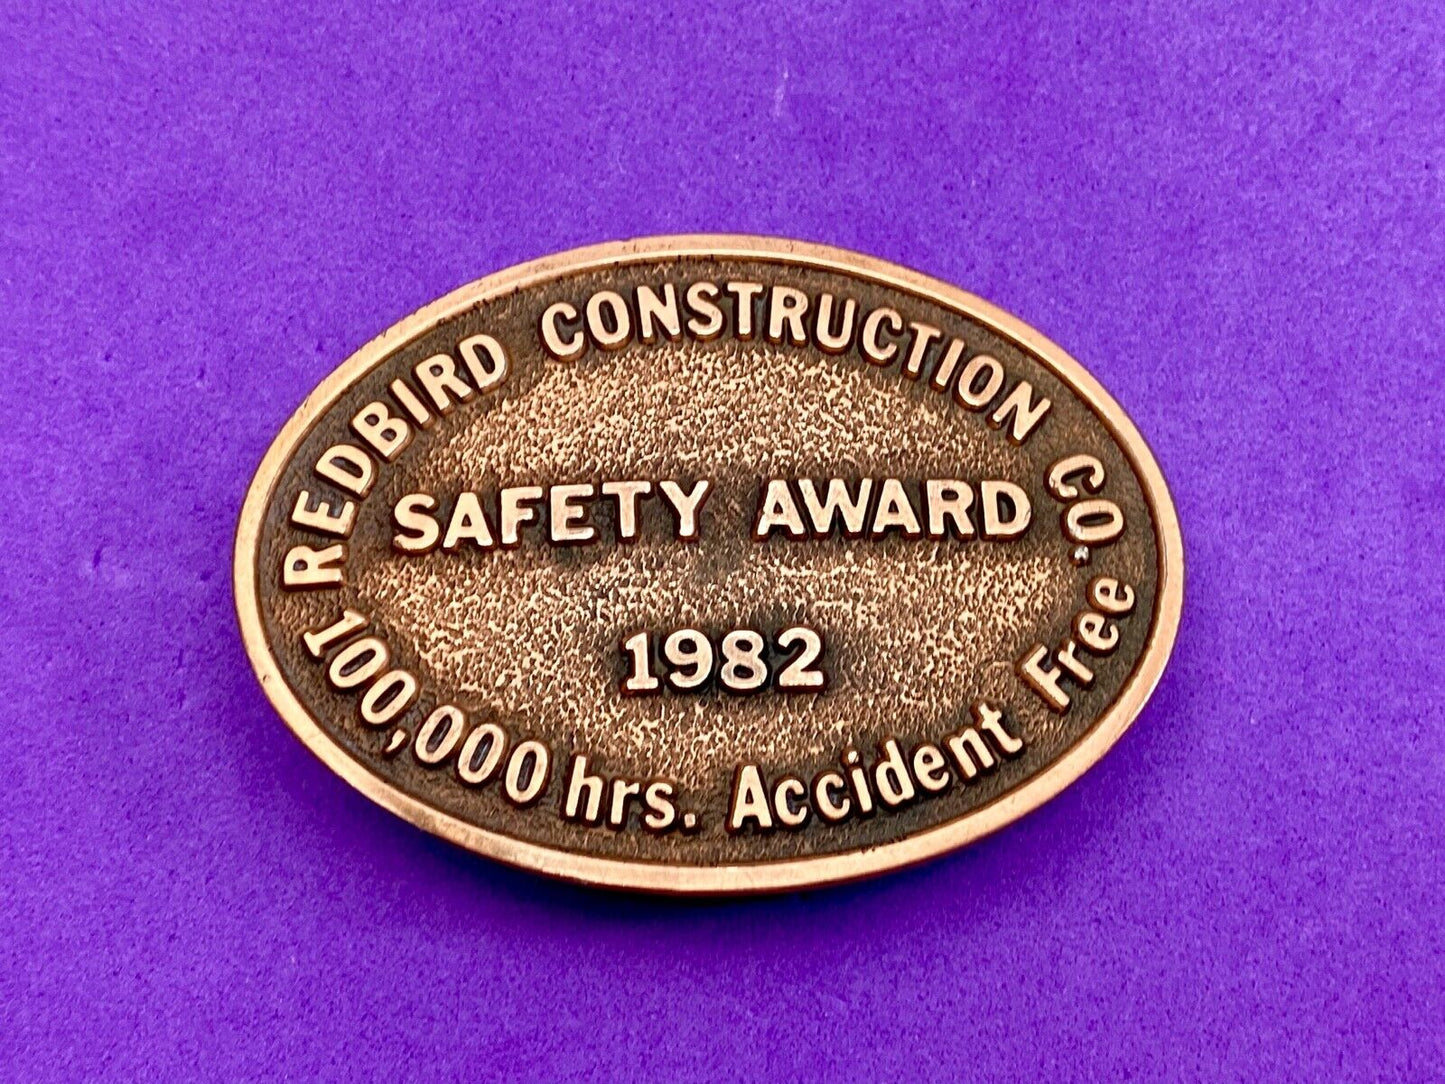 REDBIRD CONSTRUCTION CO.
SAFETY AWARD
1982
100,000 hrs. Accident Free